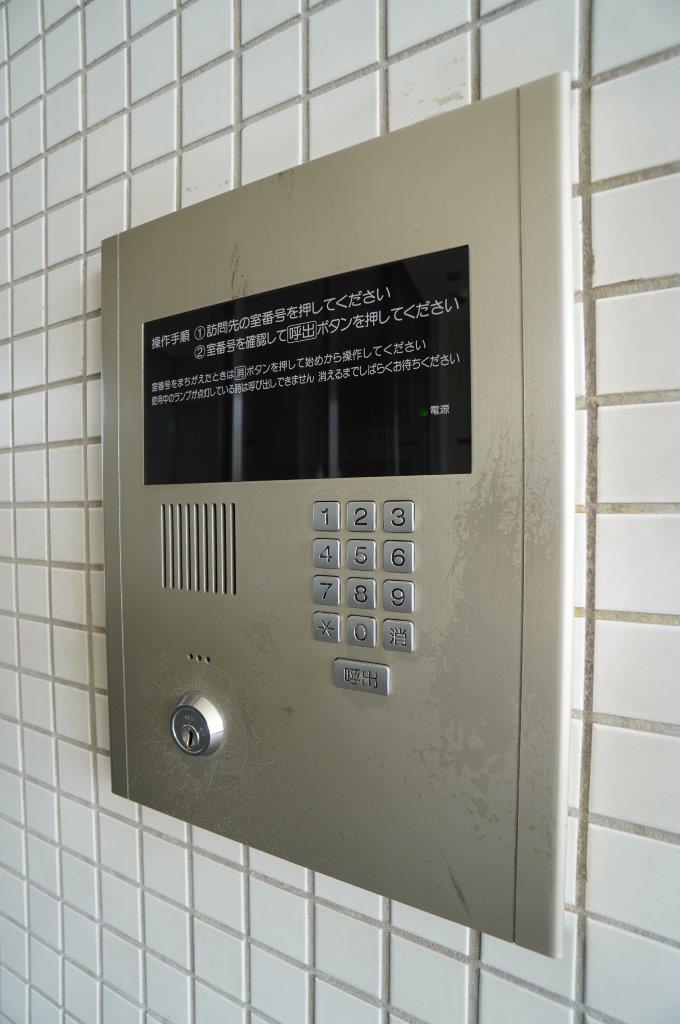 操作手順 ①訪問先の室番号を押してください
②室番号を確認して呼出ボタンを押してください
室番号をまちがえたときは消ボタンを押して始めから操作してください
使用中のランプが点灯している時は呼び出しできません 消えるまでしばらくお待ちください
電源
1 2 3
4 5 6
7 8 9
* 0 消
呼出